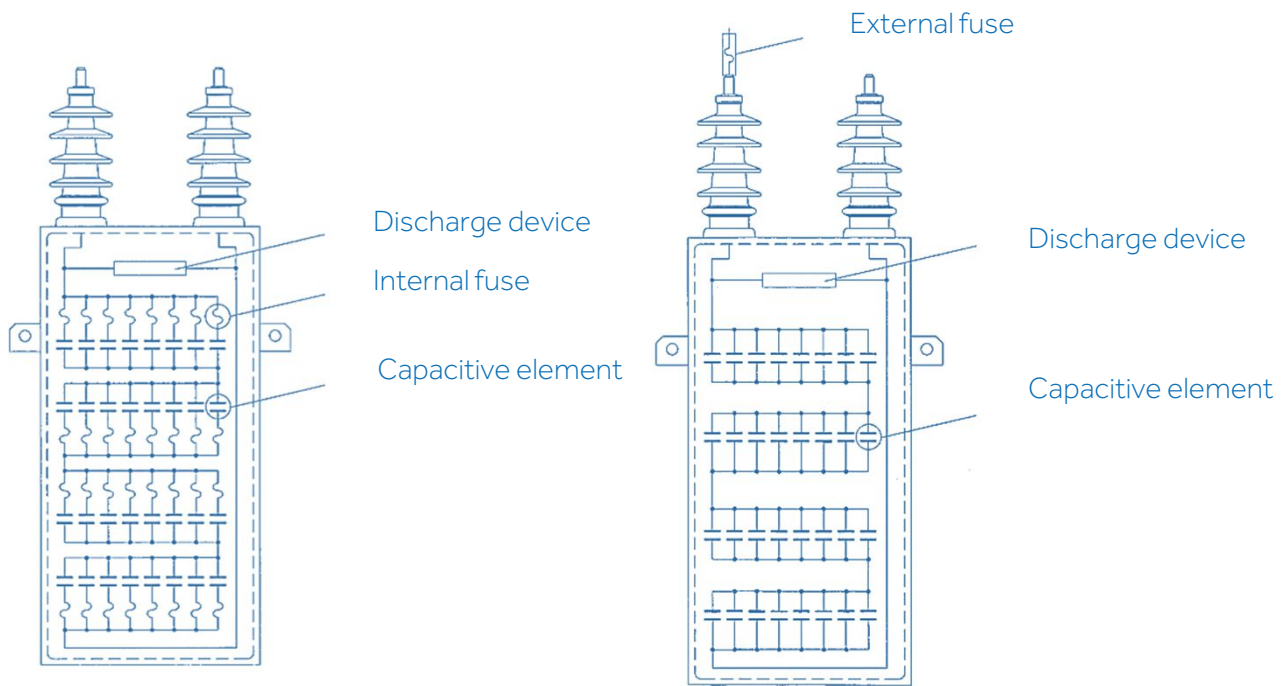 External fuse
Discharge device
Internal fuse
Capacitive element
Discharge device
Capacitive element